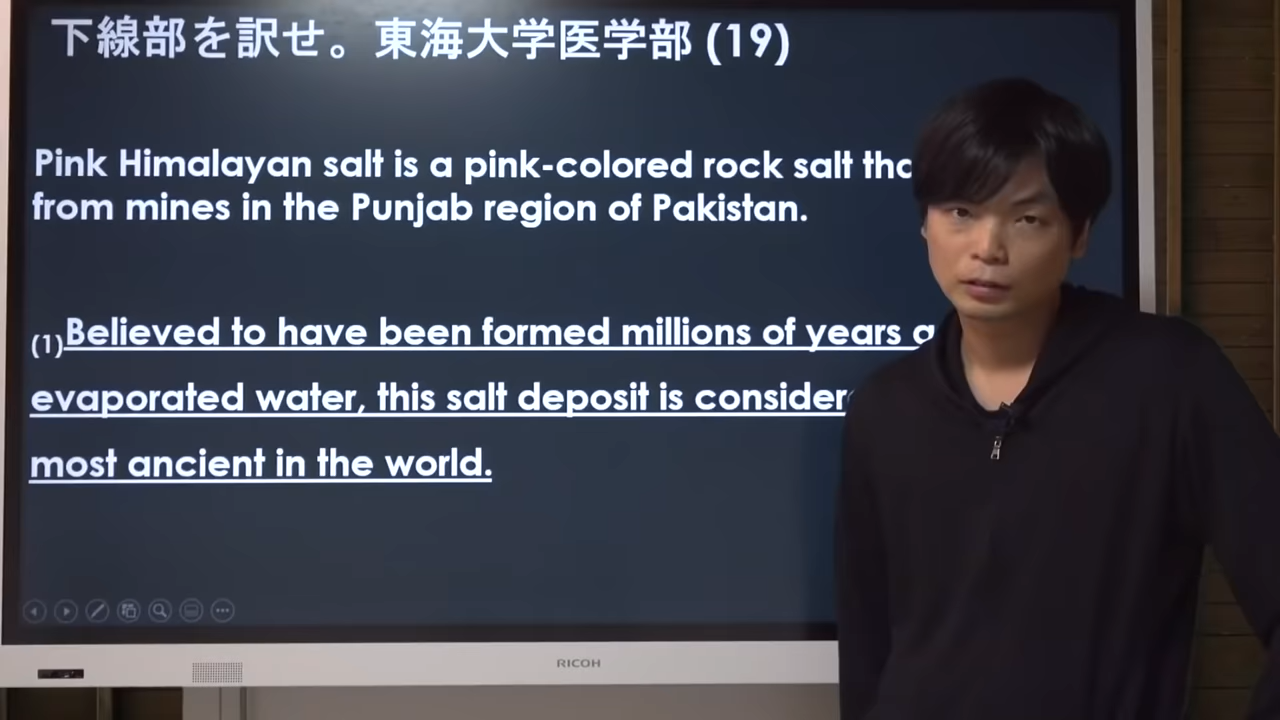 下線部を訳せ。東海大学医学部 (19)
Pink Himalayan salt is a pink-colored rock salt
from mines in the Punjab region of Pakistan.
(1)Believed to have been formed millions of years
evaporated water, this salt deposit is
most ancient in the world.
RICOH